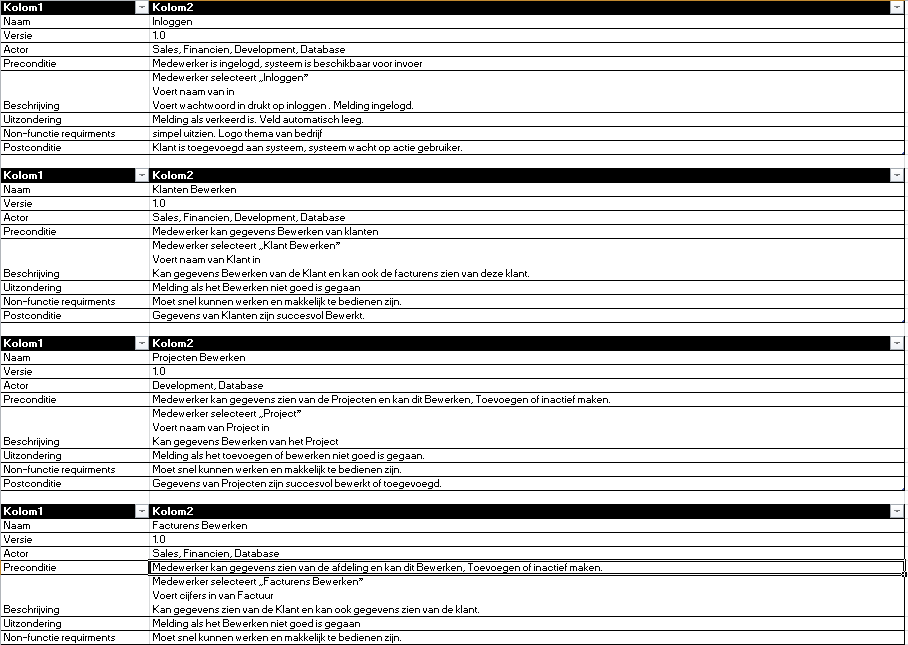 Kolom1 Kolom2
Naam Inloggen
Versie 1.0
Actor Sales, Financien, Development, Database
Preconditie Medewerker is ingelogd, systeem is beschikbaar voor invoer
Medewerker selecteert „Inloggen”
Voert naam van in
Beschrijving Voert wachtwoord in drukt op inloggen . Melding ingelogd.
Uitzondering Melding als verkeerd is. Veld automatisch leeg.
Non-functie requirments simpel uitzien. Logo thema van bedrijf
Postconditie Klant is toegevoegd aan systeem, systeem wacht op actie gebruiker.
Kolom1 Kolom2
Naam Klanten Bewerken
Versie 1.0
Actor Sales, Financien, Development, Database
Preconditie Medewerker kan gegevens Bewerken van klanten
Medewerker selecteert „Klant Bewerken”
Voert naam van Klant in
Beschrijving Kan gegevens Bewerken van de Klant en kan ook de facturens zien van deze klant.
Uitzondering Melding als het Bewerken niet goed is gegaan
Non-functie requirments Moet snel kunnen werken en makkelijk te bedienen zijn.
Postconditie Gegevens van Klanten zijn succesvol Bewerkt.
Kolom1 Kolom2
Naam Projecten Bewerken
Versie 1.0
Actor Development, Database
Preconditie Medewerker kan gegevens zien van de Projecten en kan dit Bewerken, Toevoegen of inactief maken.
Medewerker selecteert „Project”
Voert naam van Project in
Beschrijving Kan gegevens Bewerken van het Project
Uitzondering Melding als het toevoegen of bewerken niet goed is gegaan.
Non-functie requirments Moet snel kunnen werken en makkelijk te bedienen zijn.
Postconditie Gegevens van Projecten zijn succesvol bewerkt of toegevoegd.
Kolom1 Kolom2
Naam Facturens Bewerken
Versie 1.0
Actor Sales, Financien, Database
Preconditie Medewerker kan gegevens zien van de afdeling en kan dit Bewerken, Toevoegen of inactief maken.
Medewerker selecteert „Facturens Bewerken”
Voert cijfers in van Factuur
Beschrijving Kan gegevens zien van de Klant en kan ook gegevens zien van de klant.
Uitzondering Melding als het Bewerken niet goed is gegaan
Non-functie requirments Moet snel kunnen werken en makkelijk te bedienen zijn.